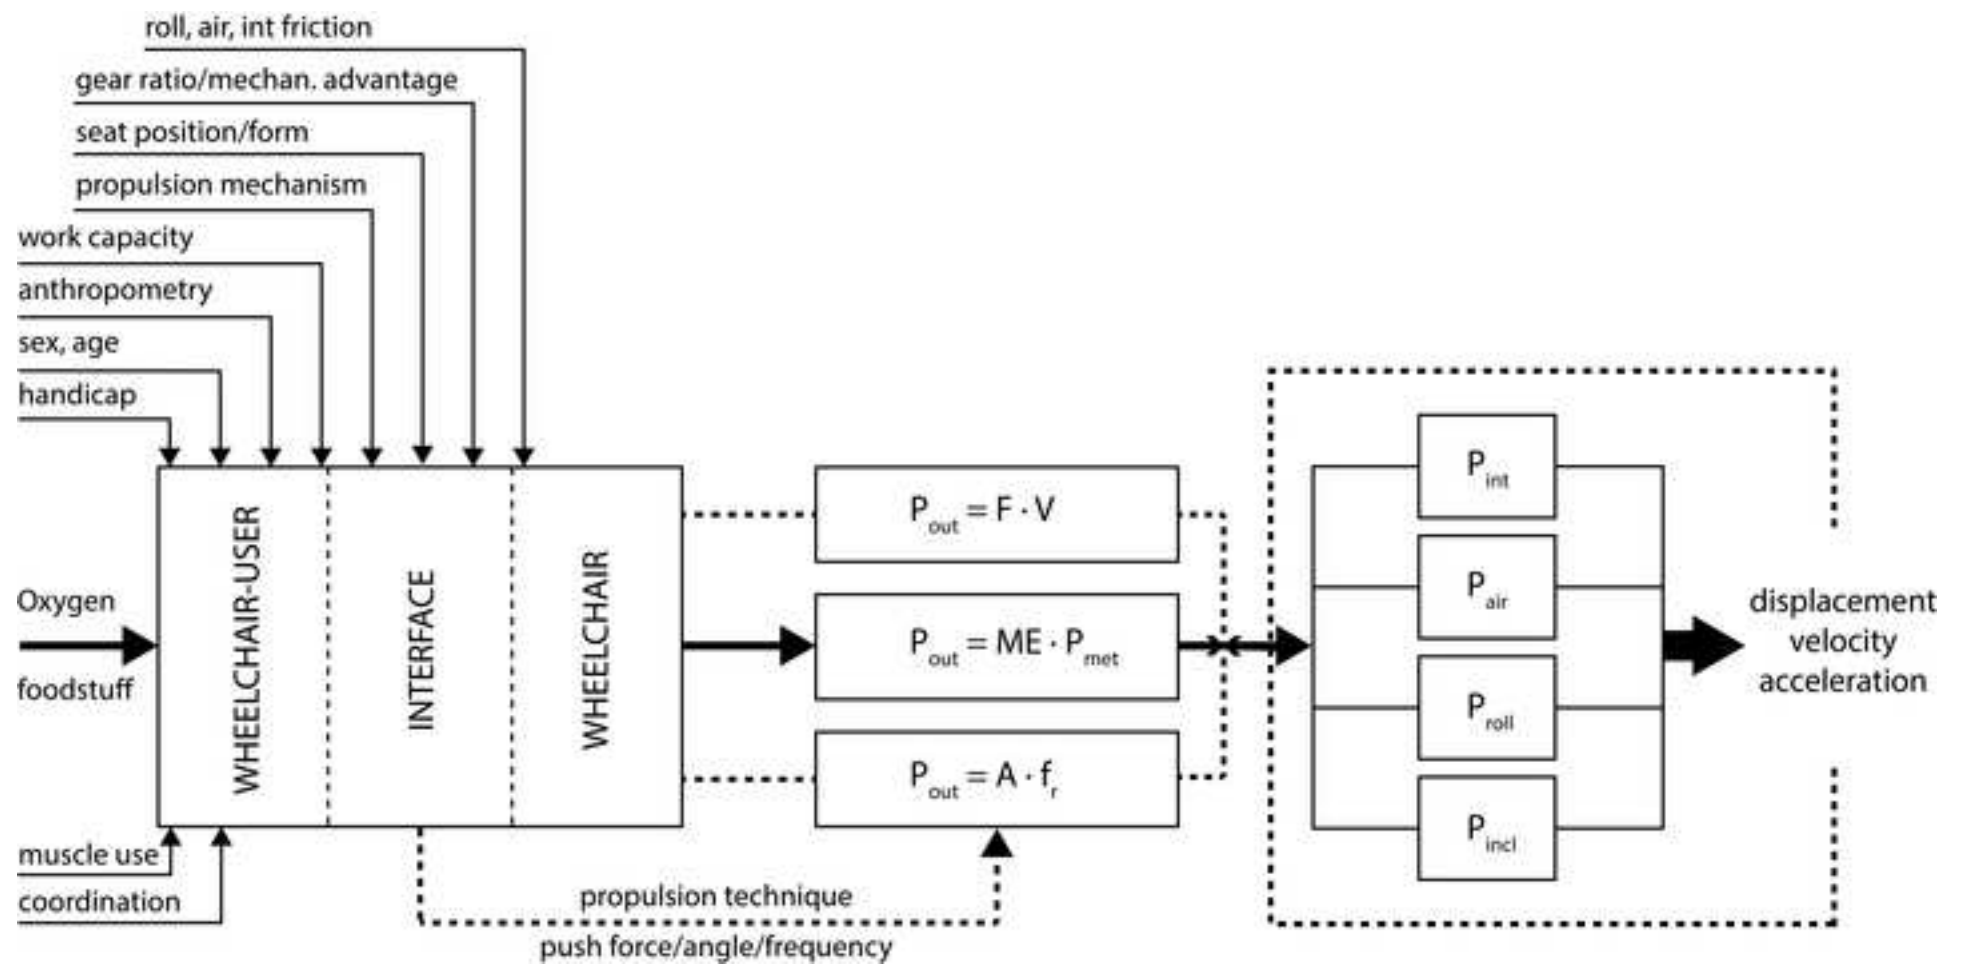 roll, air, int friction
gear ratio/mechan. advantage
seat position/form
propulsion mechanism
work capacity
anthropometry
sex, age
handicap
Oxygen
foodstuff
muscle use
coordination
WHEELCHAIR-USER
INTERFACE
WHEELCHAIR
P_out = F · V
P_out = ME · P_met
P_out = A · f_r
propulsion technique
push force/angle/frequency
P_int
P_air
P_roll
P_incl
displacement
velocity
acceleration